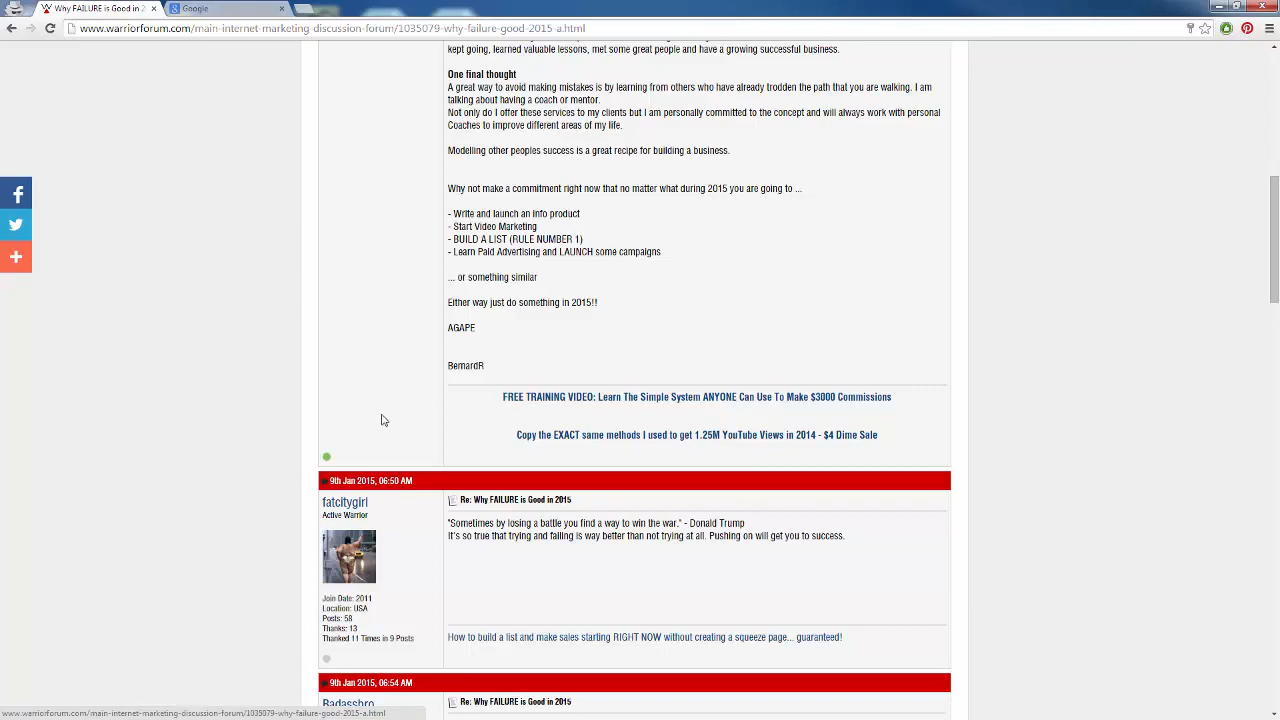 Why FAILURE is Good in 2
Google
www.warriorforum.com/main-internet-marketing-discussion-forum/1035079-why-failure-good-2015-a.html
kept going, learned valuable lessons, met some great people and have a growing successful business.
One final thought
A great way to avoid making mistakes is by learning from others who have already trodden the path that you are walking. I am
talking about having a coach or mentor.
Not only do I offer these services to my clients but I am personally committed to the concept and will always work with personal
Coaches to improve different areas of my life.
Modelling other peoples success is a great recipe for building a business.
Why not make a commitment right now that no matter what during 2015 you are going to ...
- Write and launch an info product
- Start Video Marketing
- BUILD A LIST (RULE NUMBER 1)
- Learn Paid Advertising and LAUNCH some campaigns
... or something similar
Either way just do something in 2015!!
AGAPE
BernardR
FREE TRAINING VIDEO: Learn The Simple System ANYONE Can Use To Make $3000 Commissions
Copy the EXACT same methods I used to get 1.25M YouTube Views in 2014 - $4 Dime Sale
9th Jan 2015, 06:50 AM
fatcitygirl
Active Warrior
Join Date: 2011
Location: USA
Posts: 58
Thanks: 13
Thanked 11 Times in 9 Posts
Re: Why FAILURE is Good in 2015
"Sometimes by losing a battle you find a way to win the war." - Donald Trump
It's so true that trying and failing is way better than not trying at all. Pushing on will get you to success.
How to build a list and make sales starting RIGHT NOW without creating a squeeze page... guaranteed!
9th Jan 2015, 06:54 AM
Badassbro
Re: Why FAILURE is Good in 2015
www.warriorforum.com/main-internet-marketing-discussion-forum/1035079-why-failure-good-2015-a.html